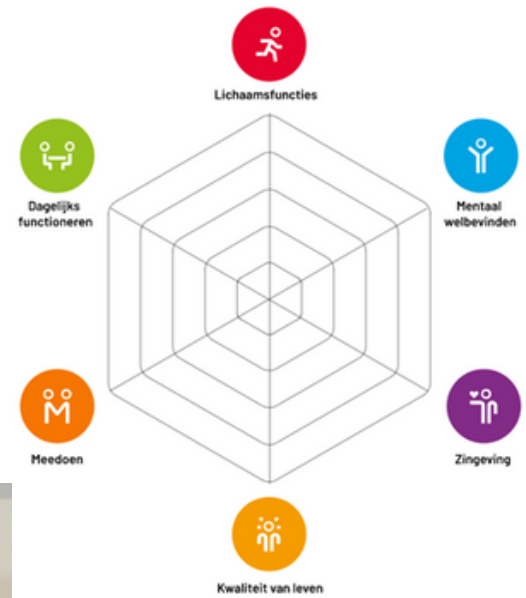 Lichaamsfuncties
Dagelijks
functioneren
Mentaal
welbevinden
Meedoen
Zingeving
Kwaliteit van leven